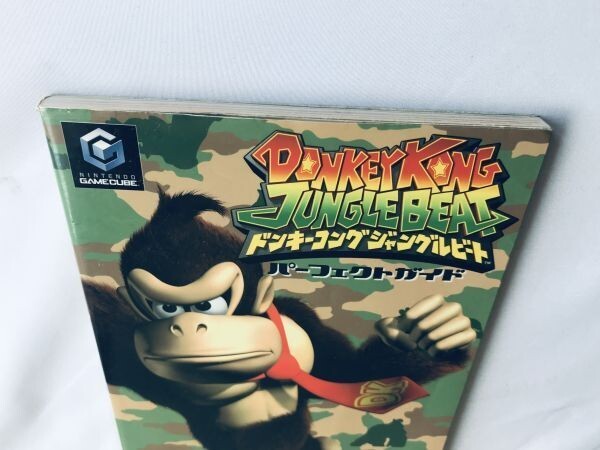 NINTENDO
GAMECUBE
DONKEY KONG
JUNGLE BEAT
TM
ドンキーコングジャングルビート
パーフェクトガイド
DK